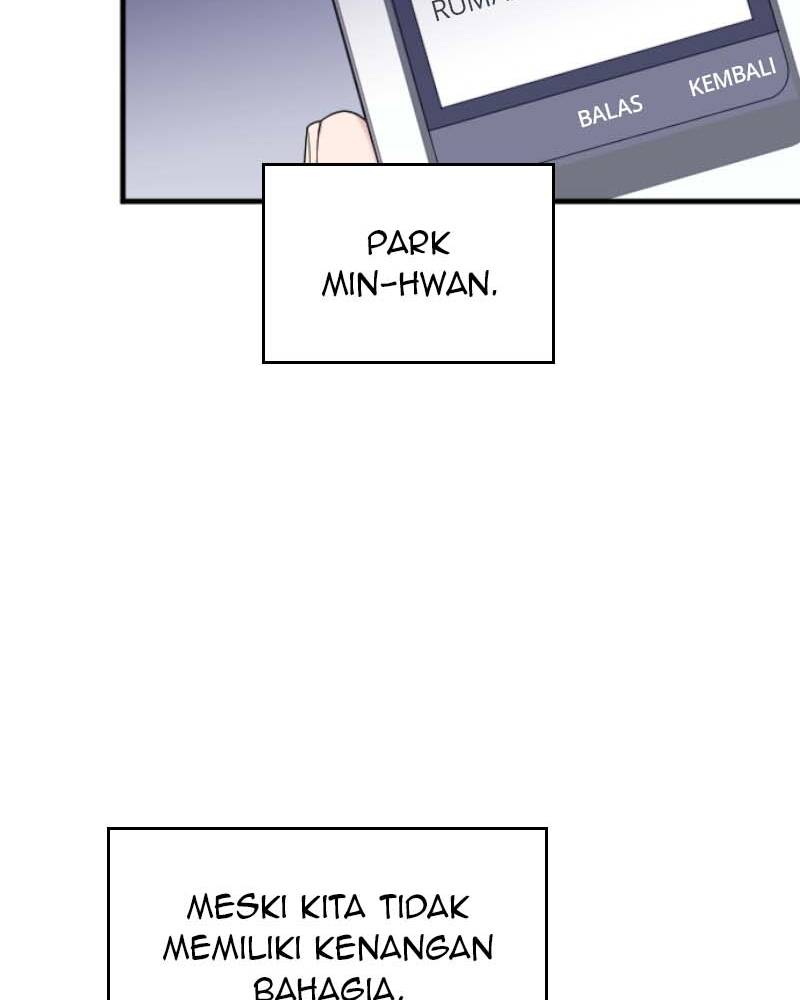 BALAS KEMBALI
PARK
MIN-HWAN.
MESKI KITA TIDAK
MEMILIKI KENANGAN
BAHAGIA,